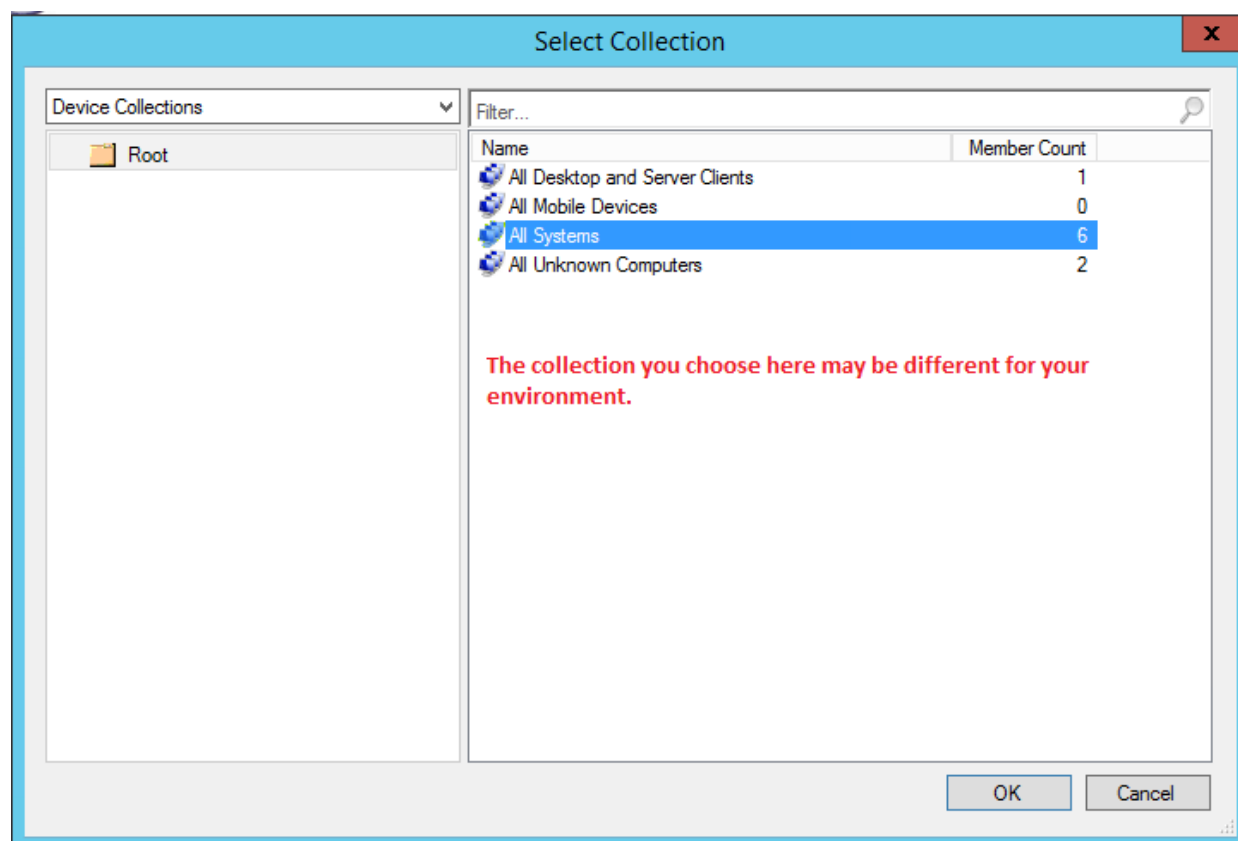 Select Collection
x
Device Collections
Filter...
Root
Name Member Count
All Desktop and Server Clients 1
All Mobile Devices 0
All Systems 6
All Unknown Computers 2
The collection you choose here may be different for your
environment.
OK Cancel